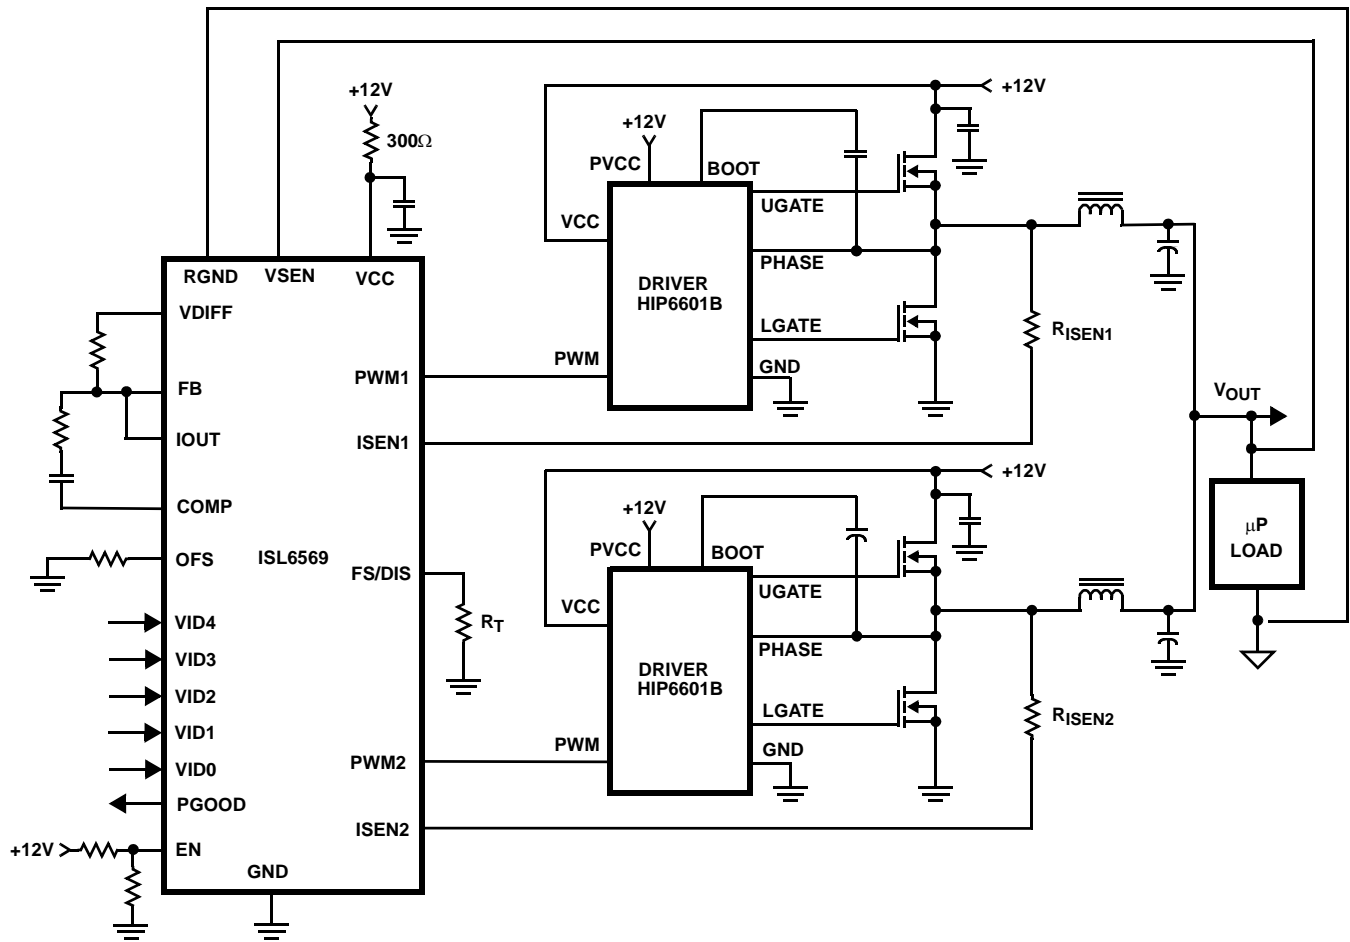 +12V
300Ω
RGND
VSEN
VCC
VDIFF
FB
IOUT
COMP
OFS
ISL6569
VID4
VID3
VID2
VID1
VID0
PGOOD
+12V
EN
GND
PWM1
ISEN1
FS/DIS
RT
PWM2
ISEN2
+12V
+12V
PVCC
BOOT
VCC
UGATE
PHASE
DRIVER
HIP6601B
LGATE
PWM
GND
RISEN1
+12V
+12V
PVCC
BOOT
VCC
UGATE
PHASE
DRIVER
HIP6601B
LGATE
PWM
GND
RISEN2
VOUT
μP
LOAD